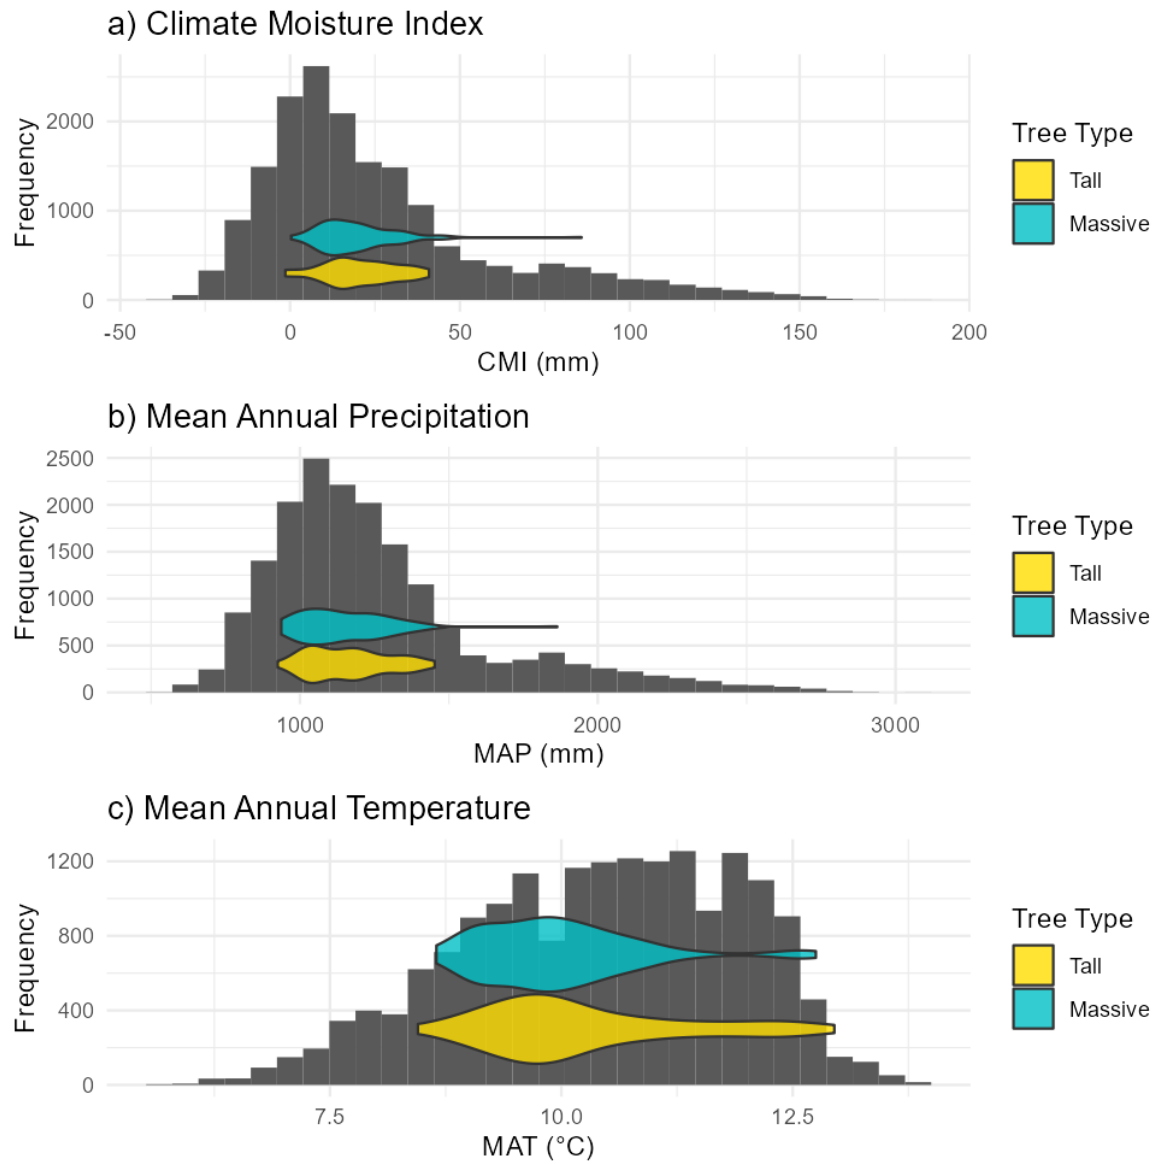 a) Climate Moisture Index
Frequency
2000
1000
0
-50 0 50 100 150 200
CMI (mm)
Tree Type
Tall
Massive
b) Mean Annual Precipitation
Frequency
2500
2000
1500
1000
500
0
1000 2000 3000
MAP (mm)
Tree Type
Tall
Massive
c) Mean Annual Temperature
Frequency
1200
800
400
0
7.5 10.0 12.5
MAT (°C)
Tree Type
Tall
Massive